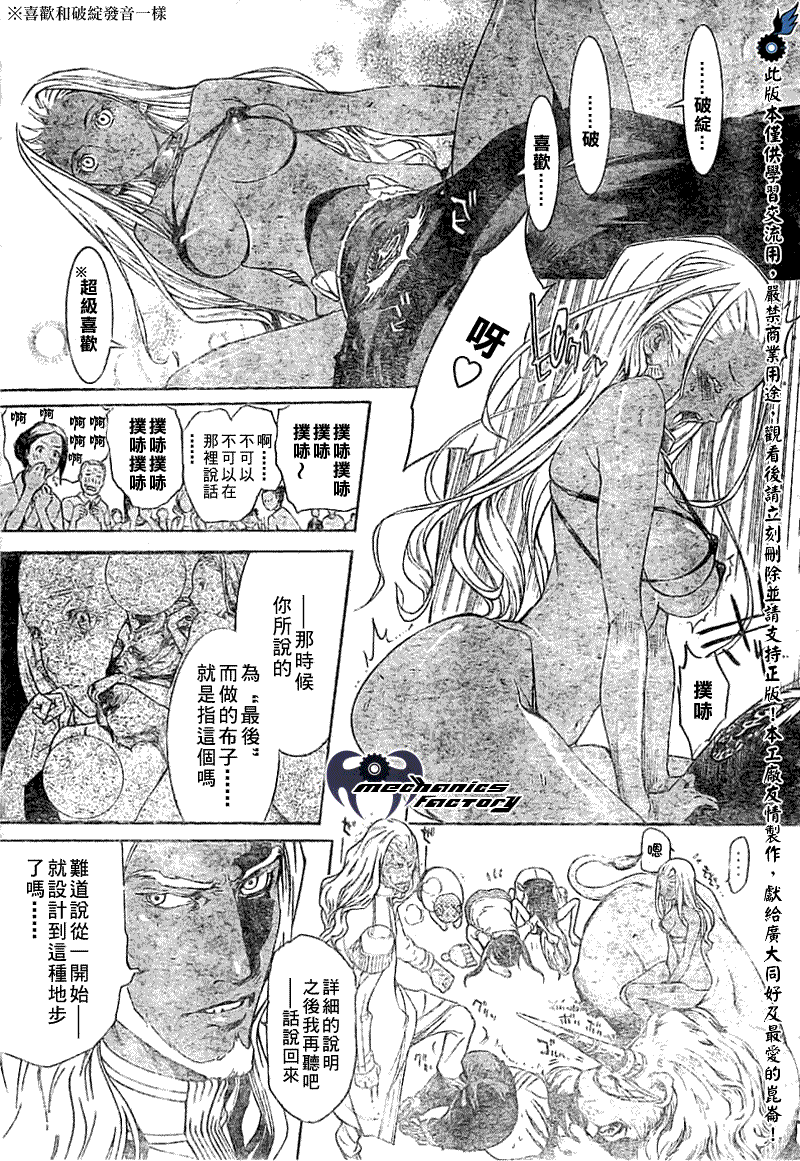 ※喜歡和破綻發音一樣
……破綻
……破
喜歡……
※超級喜歡
呀♡
撲哧
撲哧撲哧
撲哧
撲哧～
啊……
不可以
不可以在
那裡說話
……
撲哧撲哧
撲哧撲哧
啊
啊啊
啊啊
啊啊
啊
──那時候
你所說的
為“最後”
而做的布子……
就是指這個嗎
mechanics
factory
……
嗯
詳細的說明
之後我再聽吧
──話說回來
難道說從一開始──
就設計到這種地步
了嗎……
此版本僅供學習交流用，嚴禁商業用途，觀看後請立刻刪除並請支持正版！本工廠友情製作，獻給廣大同好及最愛的崑崙！